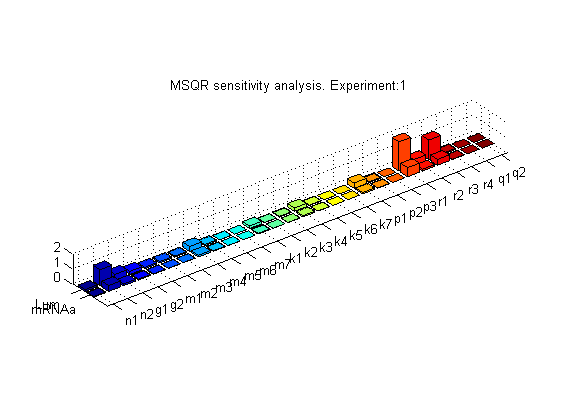 MSQR sensitivity analysis. Experiment:1
2
1
0
mRNAa
n1
n2
g1
g2
m1
m2
m3
m4
m5
m6
m7
k1
k2
k3
k4
k5
k6
k7
p1
p2
p3
r1
r2
r3
r4
q1
q2